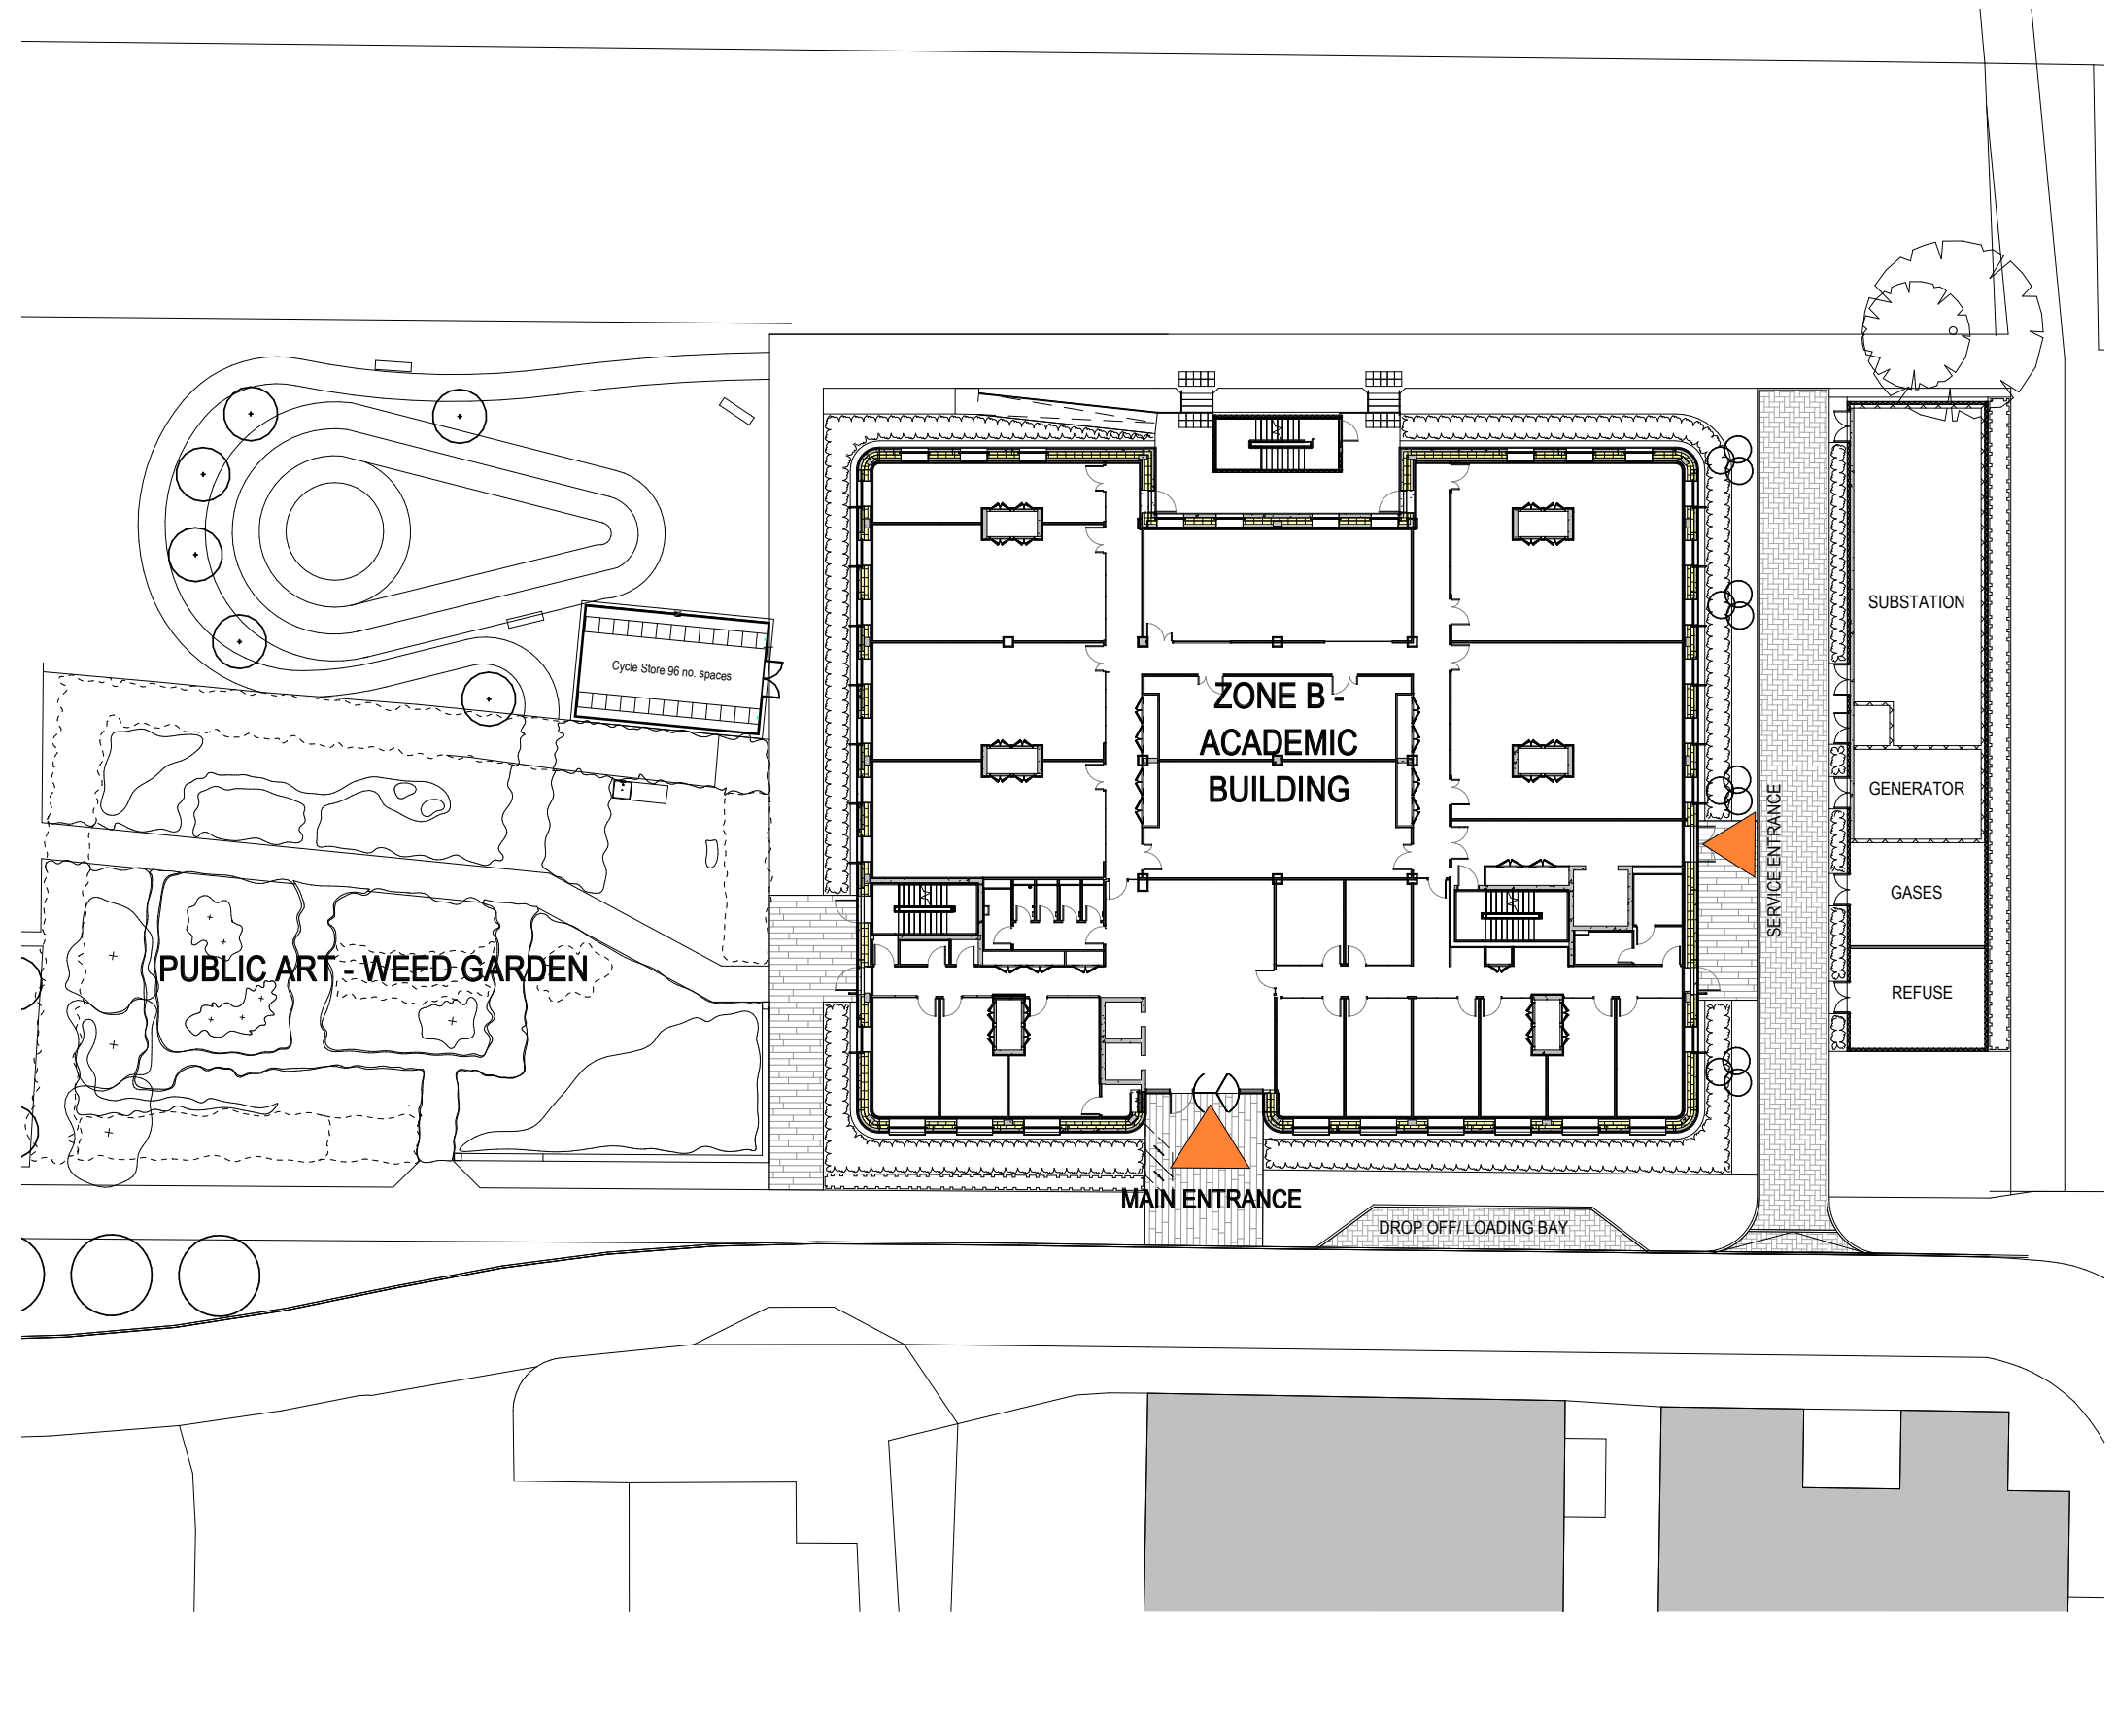 SUBSTATION
Cycle Store 96 no. spaces
ZONE B -
ACADEMIC
BUILDING
GENERATOR
SERVICE ENTRANCE
GASES
PUBLIC ART - WEED GARDEN
REFUSE
MAIN ENTRANCE
DROP OFF/ LOADING BAY